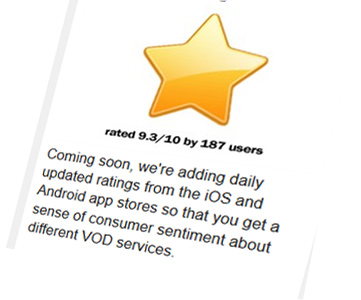 rated 9.3/10 by 187 users
Coming soon, we're adding daily
updated ratings from the iOS and
Android app stores so that you get a
sense of consumer sentiment about
different VOD services.